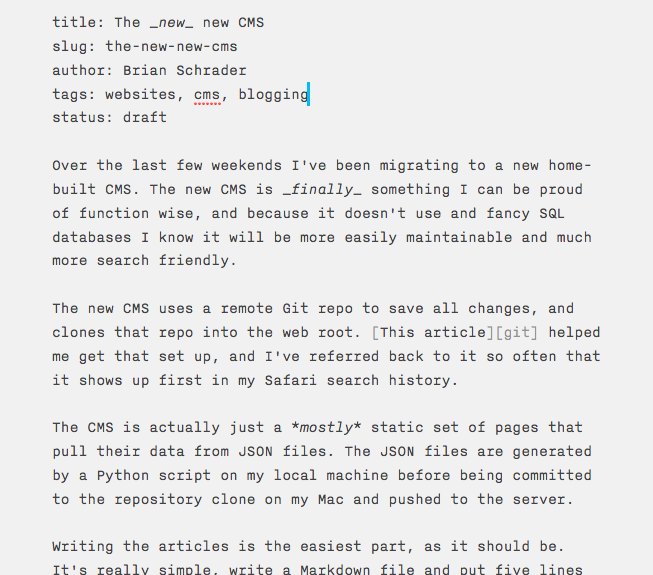 title: The _new_ new CMS
slug: the-new-new-cms
author: Brian Schrader
tags: websites, cms, blogging
status: draft
Over the last few weekends I've been migrating to a new home-
built CMS. The new CMS is _finally_ something I can be proud
of function wise, and because it doesn't use and fancy SQL
databases I know it will be more easily maintainable and much
more search friendly.
The new CMS uses a remote Git repo to save all changes, and
clones that repo into the web root. [This article][git] helped
me get that set up, and I've referred back to it so often that
it shows up first in my Safari search history.
The CMS is actually just a *mostly* static set of pages that
pull their data from JSON files. The JSON files are generated
by a Python script on my local machine before being committed
to the repository clone on my Mac and pushed to the server.
Writing the articles is the easiest part, as it should be.
It's really simple, write a Markdown file and put five lines